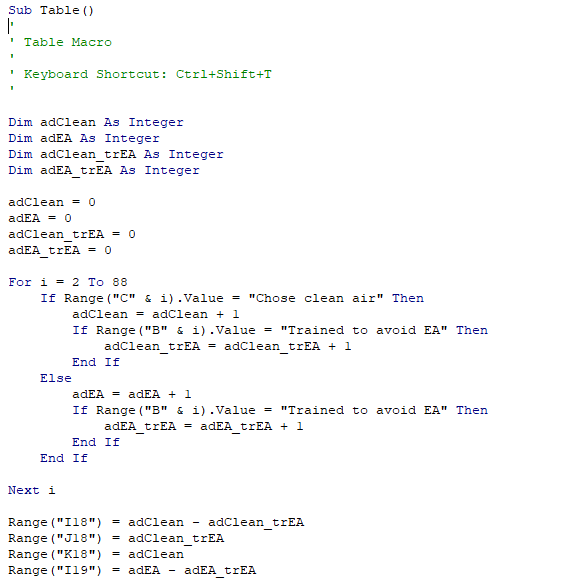 Sub Table()
'
' Table Macro
'
' Keyboard Shortcut: Ctrl+Shift+T
'
Dim adClean As Integer
Dim adEA As Integer
Dim adClean_trEA As Integer
Dim adEA_trEA As Integer
adClean = 0
adEA = 0
adClean_trEA = 0
adEA_trEA = 0
For i = 2 To 88
If Range("C" & i).Value = "Chose clean air" Then
adClean = adClean + 1
If Range("B" & i).Value = "Trained to avoid EA" Then
adClean_trEA = adClean_trEA + 1
End If
Else
adEA = adEA + 1
If Range("B" & i).Value = "Trained to avoid EA" Then
adEA_trEA = adEA_trEA + 1
End If
End If
Next i
Range("I18") = adClean - adClean_trEA
Range("J18") = adClean_trEA
Range("K18") = adClean
Range("I19") = adEA - adEA_trEA